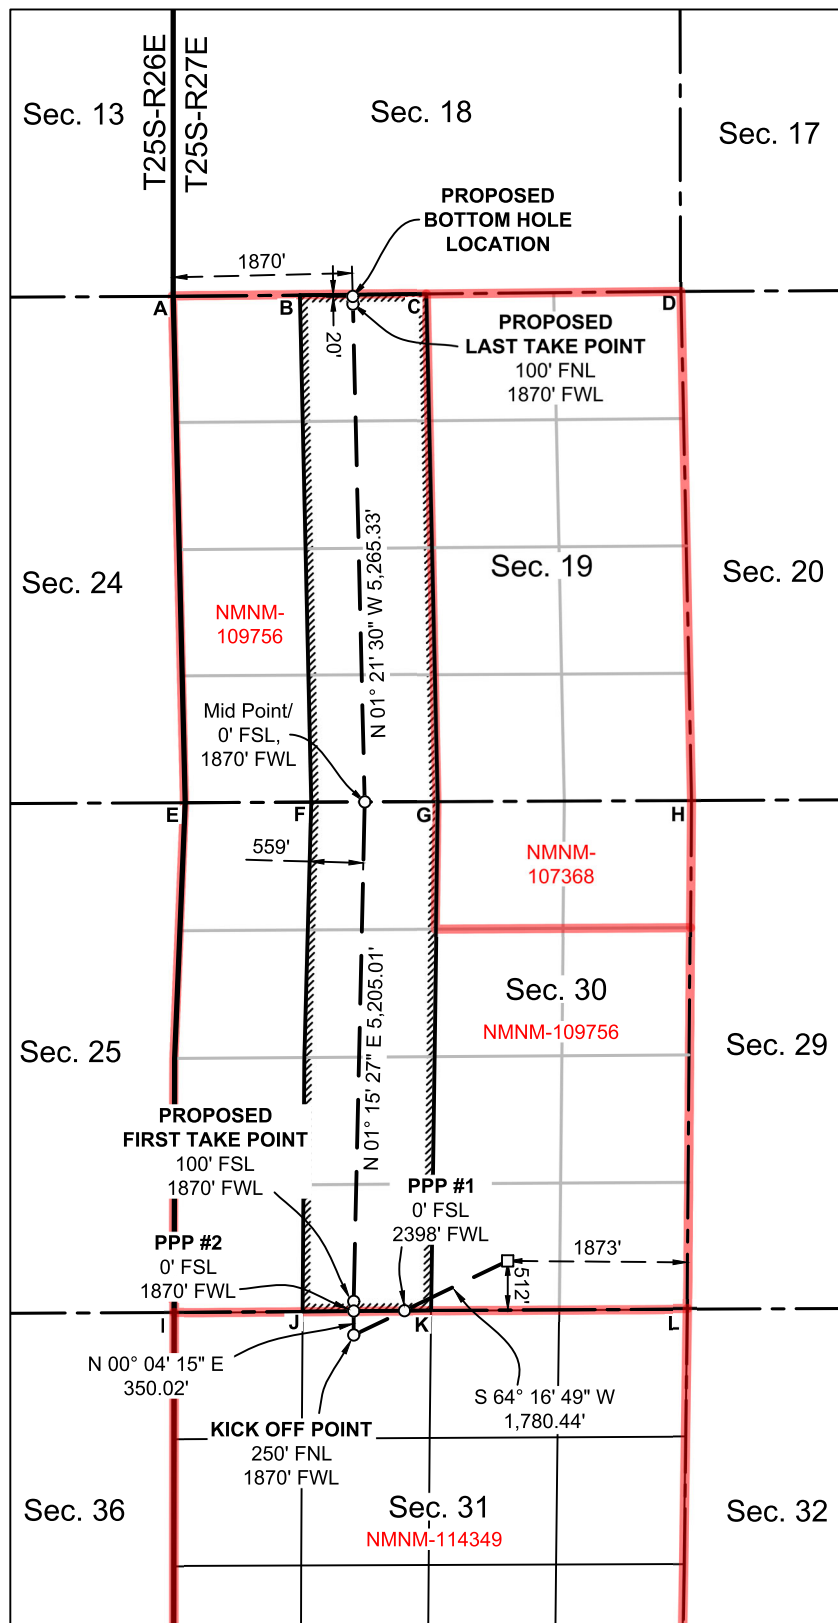 T25S-R26E
T25S-R27E
Sec. 13
Sec. 18
Sec. 17
PROPOSED
BOTTOM HOLE
LOCATION
1870'
A
B
C
D
20'
PROPOSED
LAST TAKE POINT
100' FNL
1870' FWL
N 01° 21' 30" W 5,265.33'
Sec. 24
Sec. 19
Sec. 20
NMNM-
109756
Mid Point/
0' FSL,
1870' FWL
E
F
G
H
559'
NMNM-
107368
N 01° 15' 27" E 5,205.01'
Sec. 30
NMNM-109756
Sec. 25
Sec. 29
PROPOSED
FIRST TAKE POINT
100' FSL
1870' FWL
PPP #1
0' FSL
2398' FWL
PPP #2
0' FSL
1870' FWL
1873'
512'
I
J
K
L
N 00° 04' 15" E
350.02'
S 64° 16' 49" W
1,780.44'
KICK OFF POINT
250' FNL
1870' FWL
Sec. 36
Sec. 31
NMNM-114349
Sec. 32